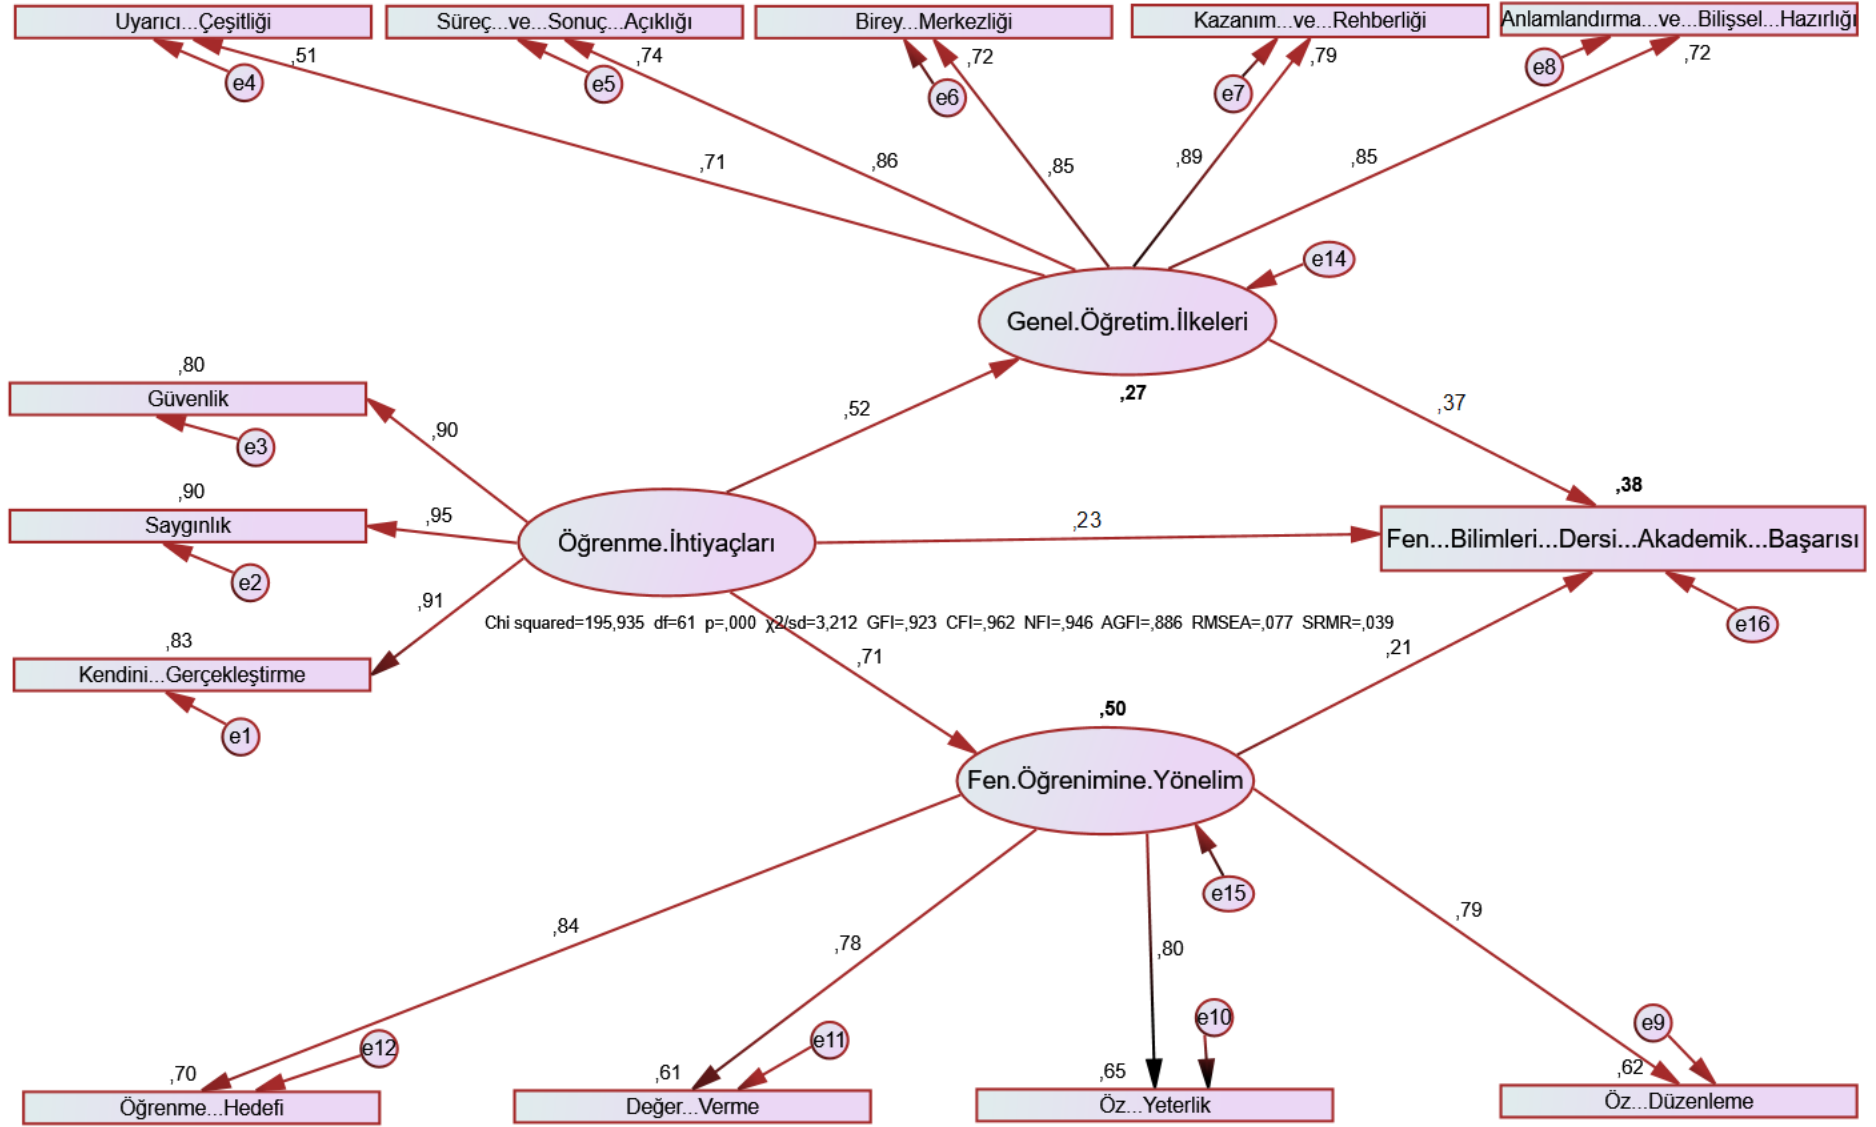 Uyarıcı...Çeşitliği
Süreç...ve...Sonuç...Açıklığı
Birey...Merkezliği
Kazanım...ve...Rehberliği
Anlamlandırma...ve...Bilişsel...Hazırlığı
,51
,74
,72
,79
,72
e4
e5
e6
e7
e8
,71
,86
,85
,89
,85
e14
Genel.Öğretim.İlkeleri
,27
,80
Güvenlik
,90
e3
,52
,37
,90
Saygınlık
,95
e2
,38
,23
Öğrenme.İhtiyaçları
Fen...Bilimleri...Dersi...Akademik...Başarısı
,91
Chi squared=195,935 df=61 p=,000 χ2/sd=3,212 GFI=,923 CFI=,962 NFI=,946 AGFI=,886 RMSEA=,077 SRMR=,039
e16
,83
Kendini...Gerçekleştirme
e1
,71
,21
,50
Fen.Öğrenimine.Yönelim
e15
,84
,78
,80
,79
e12
e11
e10
e9
,70
,61
,65
,62
Öğrenme...Hedefi
Değer...Verme
Öz...Yeterlik
Öz...Düzenleme